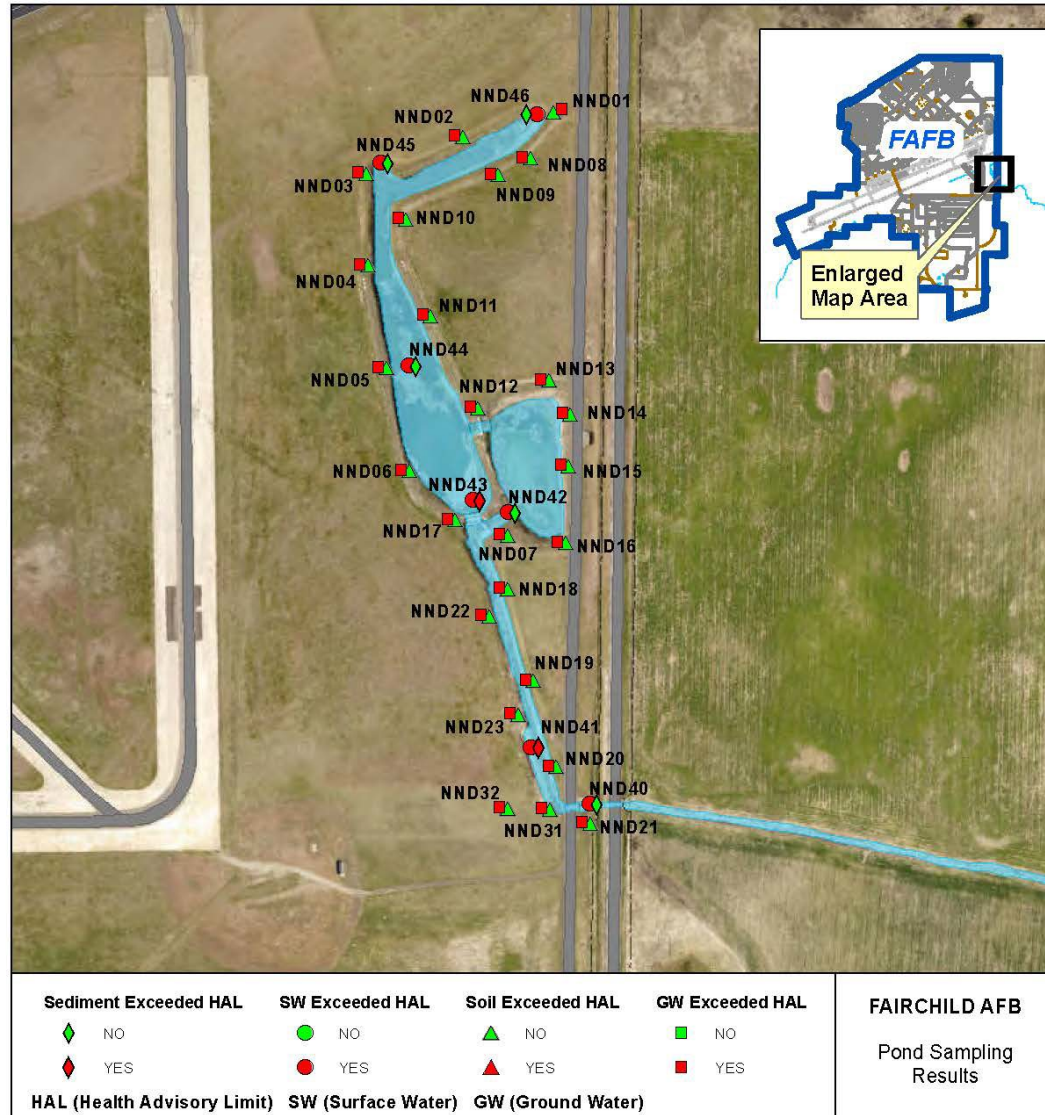 NND46
NND01
NND02
NND45
NND08
NND03
NND09
NND10
NND04
NND11
NND44
NND05
NND13
NND12
NND14
NND15
NND06
NND43
NND42
NND17
NND07
NND16
NND18
NND22
NND19
NND23
NND41
NND20
NND32
NND40
NND31
NND21
FAFB
Enlarged
Map Area
Sediment Exceeded HAL
NO
YES
SW Exceeded HAL
NO
YES
Soil Exceeded HAL
NO
YES
GW Exceeded HAL
NO
YES
HAL (Health Advisory Limit) SW (Surface Water) GW (Ground Water)
FAIRCHILD AFB
Pond Sampling
Results